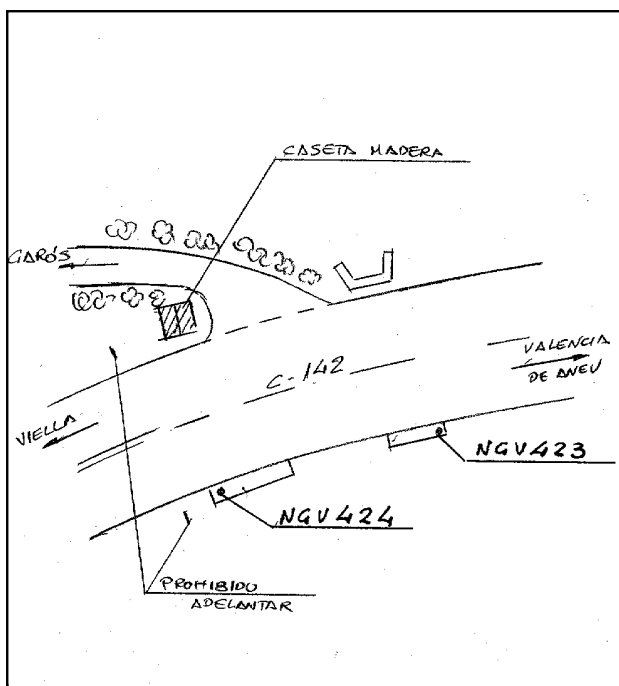 CASETA MADERA
GARÓS
VALENCIA
DE ANEU
C-142
VIELLA
NGV423
NGV424
PROHIBIDO
ADELANTAR